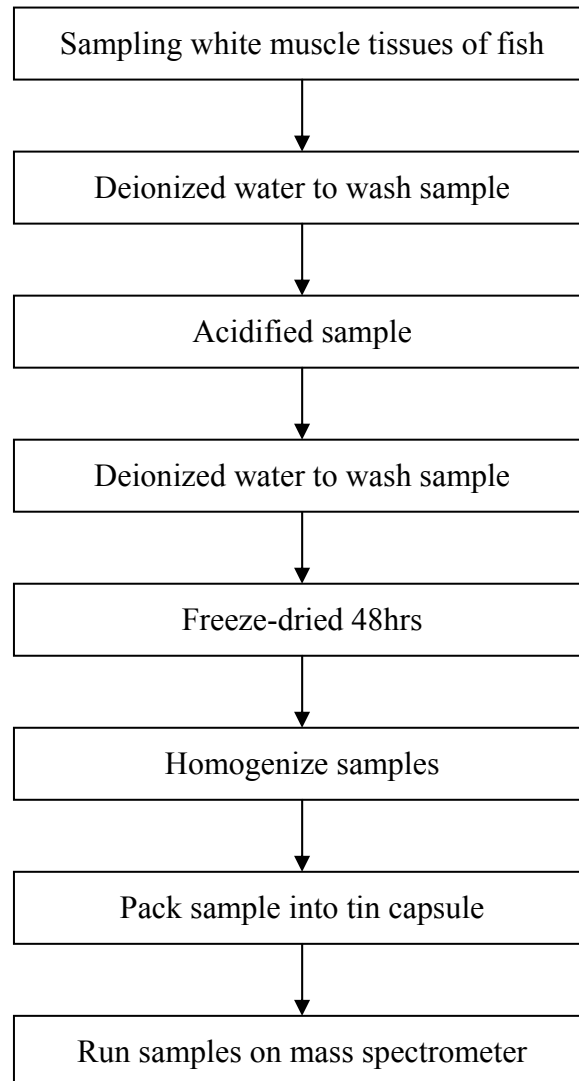 Sampling white muscle tissues of fish
Deionized water to wash sample
Acidified sample
Deionized water to wash sample
Freeze-dried 48hrs
Homogenize samples
Pack sample into tin capsule
Run samples on mass spectrometer